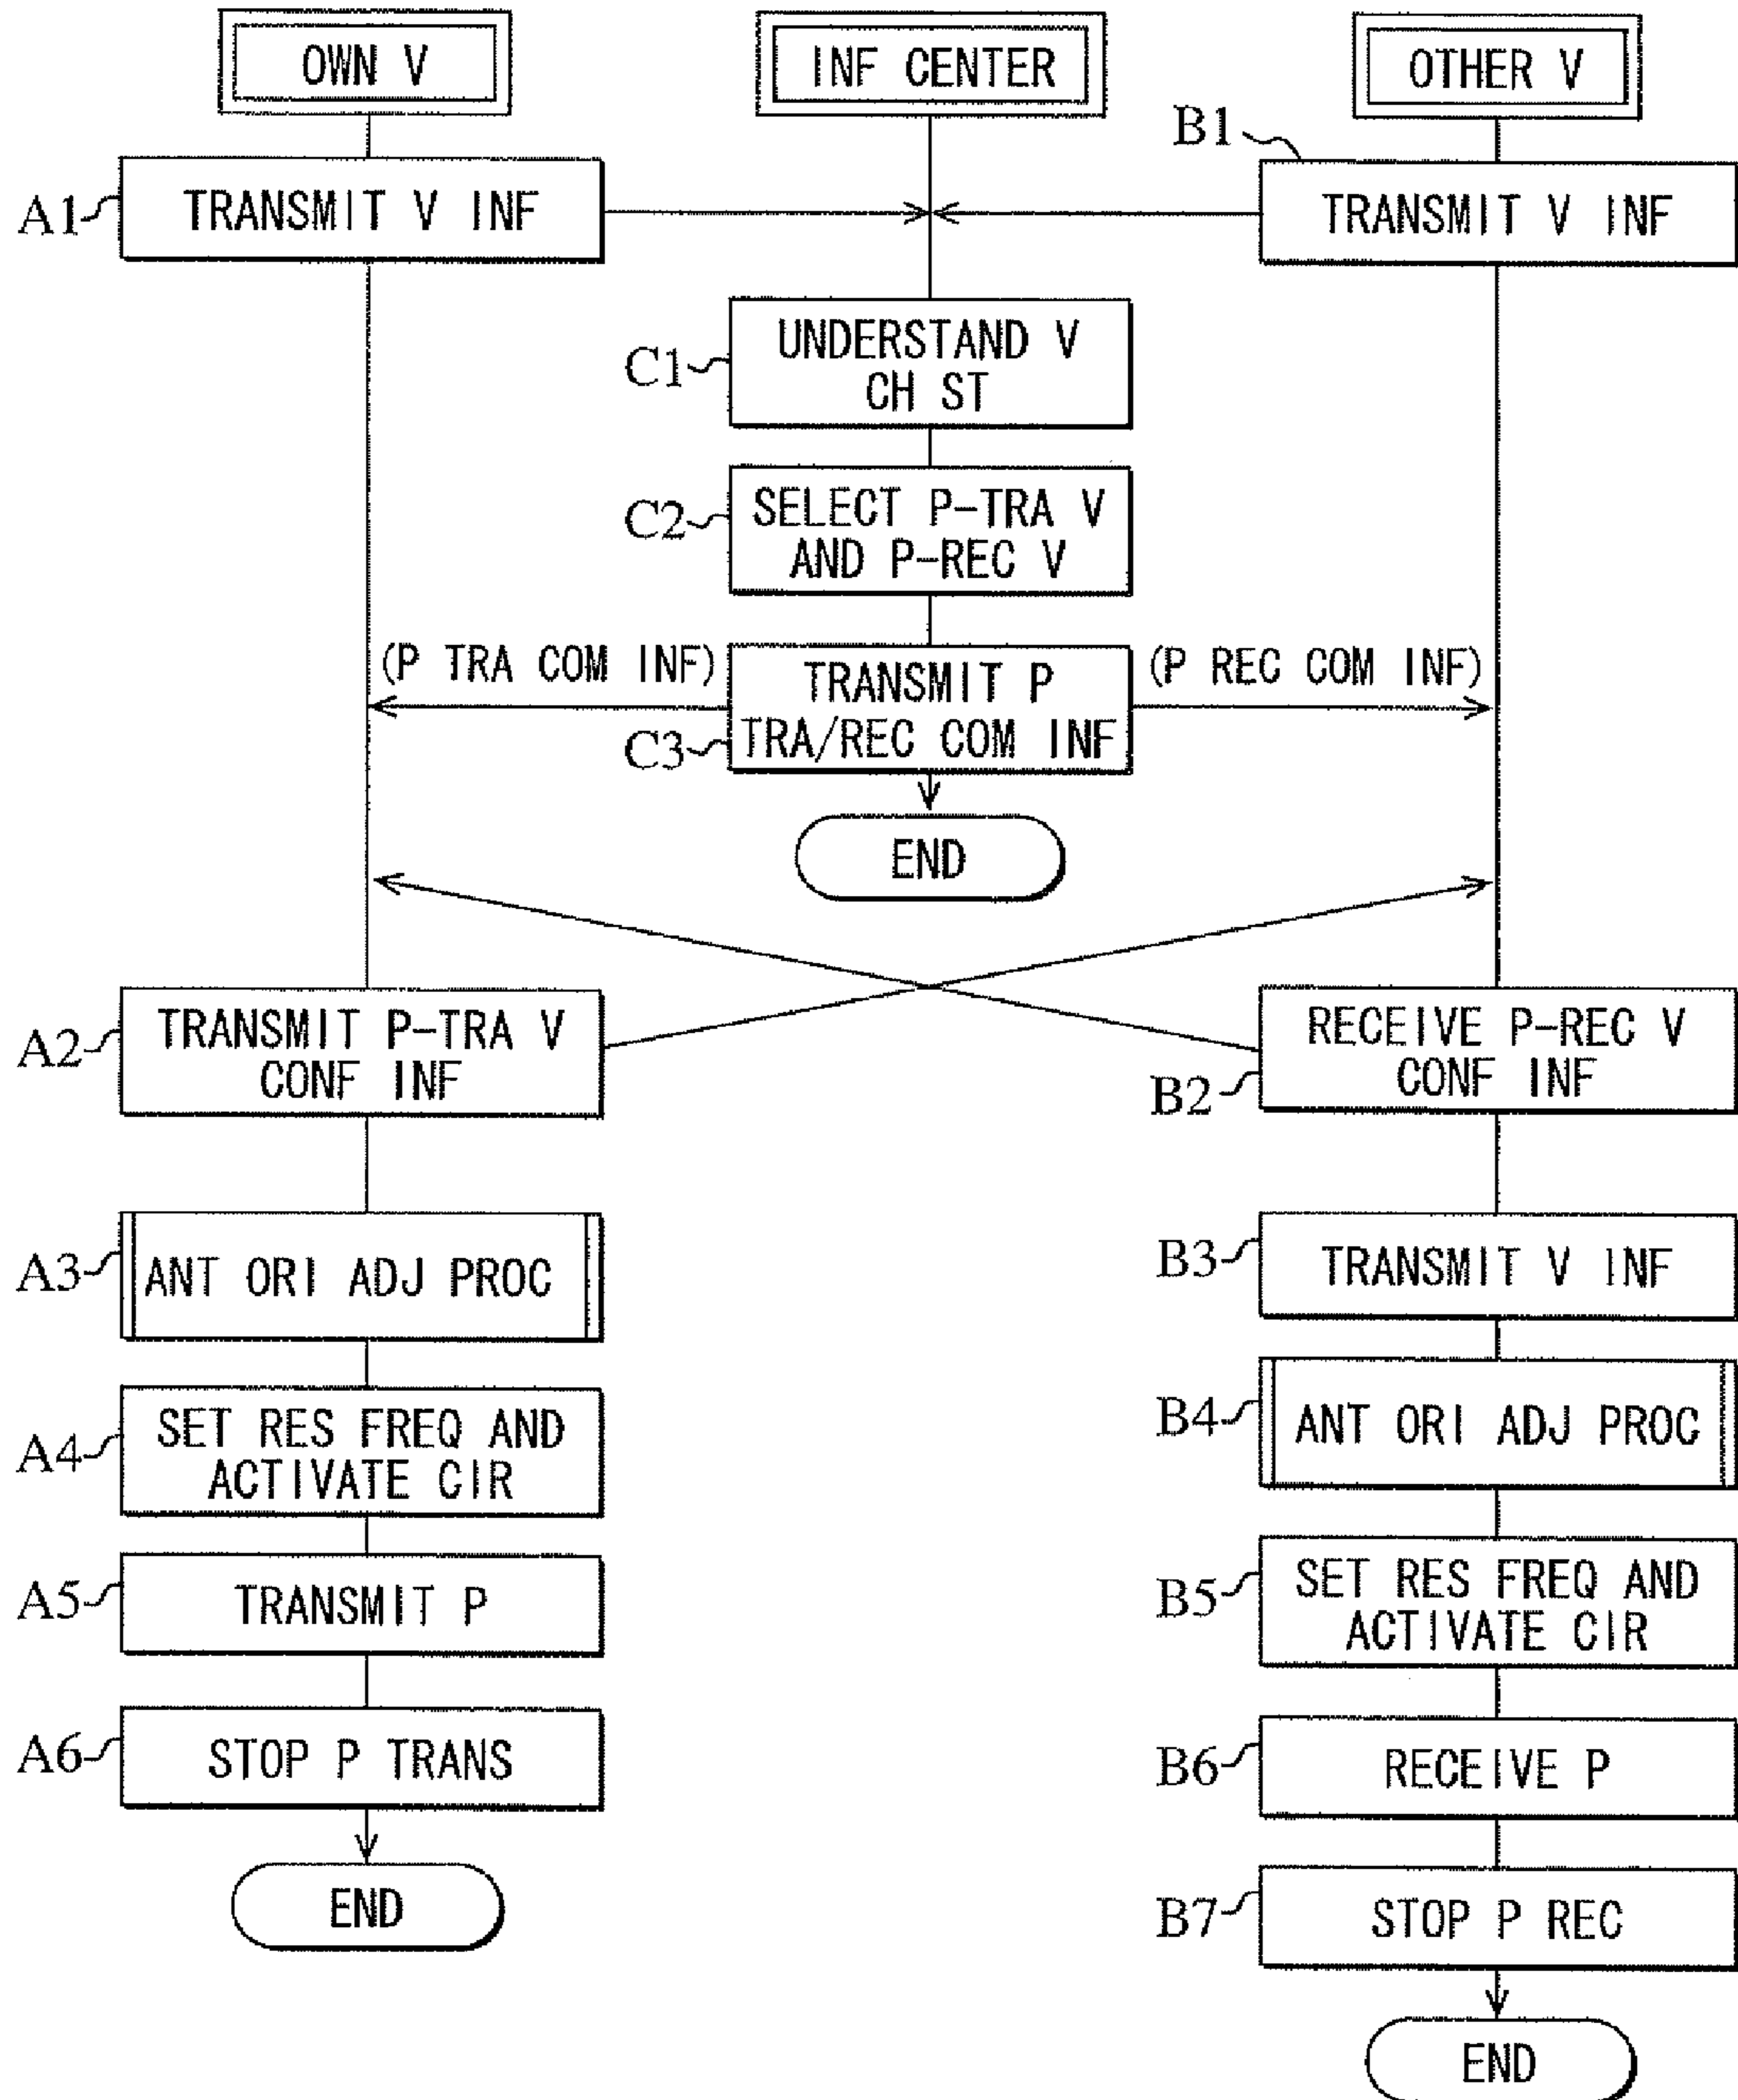 OWN V
INF CENTER
OTHER V
A1
TRANSMIT V INF
B1
TRANSMIT V INF
C1
UNDERSTAND V
CH ST
C2
SELECT P-TRA V
AND P-REC V
(P TRA COM INF)
C3
TRANSMIT P
TRA/REC COM INF
(P REC COM INF)
END
A2
TRANSMIT P-TRA V
CONF INF
B2
RECEIVE P-REC V
CONF INF
A3
ANT ORI ADJ PROC
B3
TRANSMIT V INF
A4
SET RES FREQ AND
ACTIVATE CIR
B4
ANT ORI ADJ PROC
A5
TRANSMIT P
B5
SET RES FREQ AND
ACTIVATE CIR
A6
STOP P TRANS
B6
RECEIVE P
END
B7
STOP P REC
END